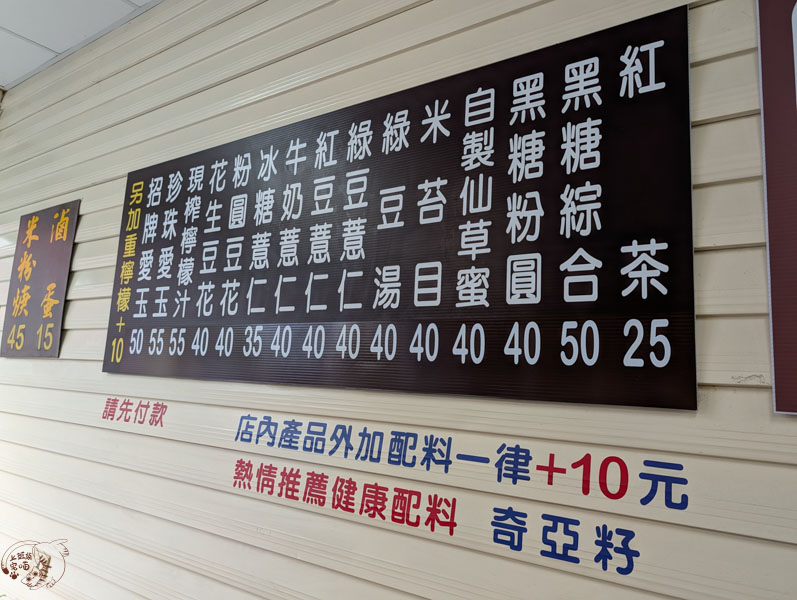 紅茶 25
黑糖綜合 50
黑糖粉圓 40
自製仙草蜜 40
米苔目 40
綠豆湯 40
綠豆薏仁 40
紅豆薏仁 40
牛奶薏仁 40
冰糖薏仁 35
粉圓豆花 40
花生豆花 40
現榨檸檬汁 55
珍珠愛玉 55
招牌愛玉 50
另加重檸檬+10
滷蛋 15
米粉焿 45
請先付款
店內產品外加配料一律+10元
熱情推薦健康配料 奇亞籽